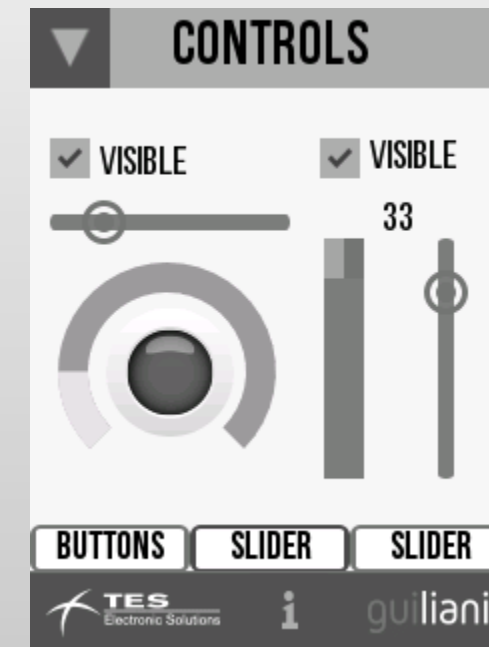 CONTROLS
VISIBLE
VISIBLE
33
BUTTONS
SLIDER
SLIDER
TES
Electronic Solutions
i
guiliani